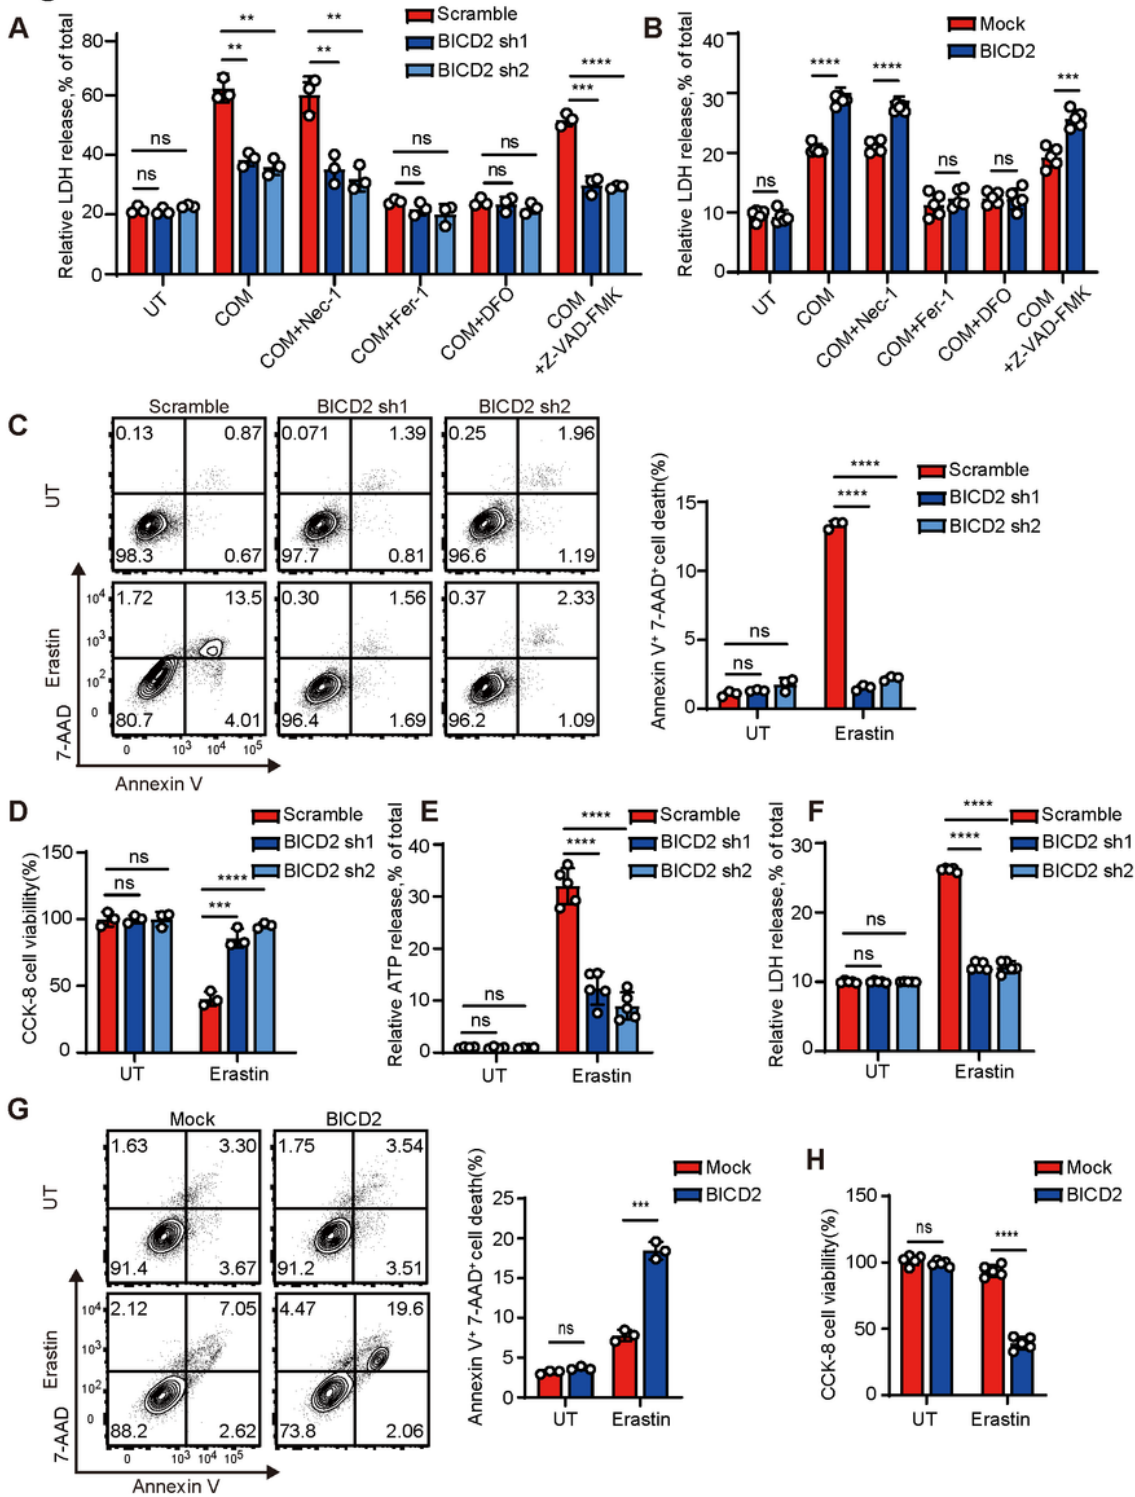 A
Relative LDH release,% of total
80
60
40
20
0
Scramble
BICD2 sh1
BICD2 sh2
ns
ns
**
**
**
**
ns
ns
ns
ns
****
***
UT
COM
COM+Nec-1
COM+Fer-1
COM+DFO
COM
+Z-VAD-FMK
B
Relative LDH release,% of total
40
30
20
10
0
Mock
BICD2
ns
****
****
ns
ns
***
UT
COM
COM+Nec-1
COM+Fer-1
COM+DFO
COM
+Z-VAD-FMK
C
Scramble BICD2 sh1 BICD2 sh2
UT
0.13 0.87 0.071 1.39 0.25 1.96
98.3 0.67 97.7 0.81 96.6 1.19
Erastin
1.72 13.5 0.30 1.56 0.37 2.33
80.7 4.01 96.4 1.69 96.2 1.09
10⁴
10³
10²
0
0 10³ 10⁴ 10⁵
7-AAD
Annexin V
Annexin V⁺ 7-AAD⁺ cell death(%)
15
10
5
0
Scramble
BICD2 sh1
BICD2 sh2
ns
ns
****
****
UT Erastin
D
CCK-8 cell viabillity(%)
150
100
50
0
Scramble
BICD2 sh1
BICD2 sh2
ns
ns
****
***
UT Erastin
E
Relative ATP release,% of total
40
30
20
10
0
Scramble
BICD2 sh1
BICD2 sh2
ns
ns
****
****
UT Erastin
F
Relative LDH release,% of total
30
20
10
0
Scramble
BICD2 sh1
BICD2 sh2
ns
ns
****
****
UT Erastin
G
Mock BICD2
UT
1.63 3.30 1.75 3.54
91.4 3.67 91.2 3.51
Erastin
2.12 7.05 4.47 19.6
88.2 2.62 73.8 2.06
10⁴
10³
10²
0
0 10³ 10⁴ 10⁵
7-AAD
Annexin V
Annexin V⁺ 7-AAD⁺ cell death(%)
25
20
15
10
5
0
Mock
BICD2
ns
***
UT Erastin
H
CCK-8 cell viabillity(%)
150
100
50
0
Mock
BICD2
ns
****
UT Erastin